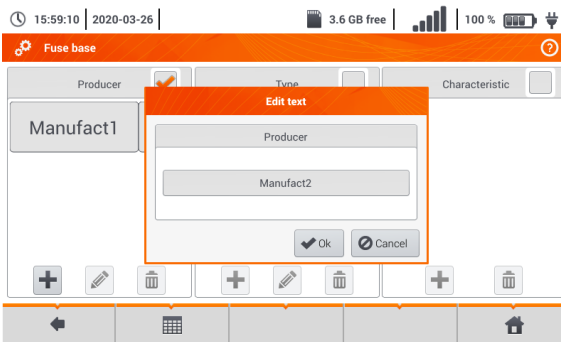 15:59:10 2020-03-26 3.6 GB free 100 %
Fuse base ?
Producer Type Characteristic
Edit text
Manufact1
Producer
Manufact2
Ok Cancel